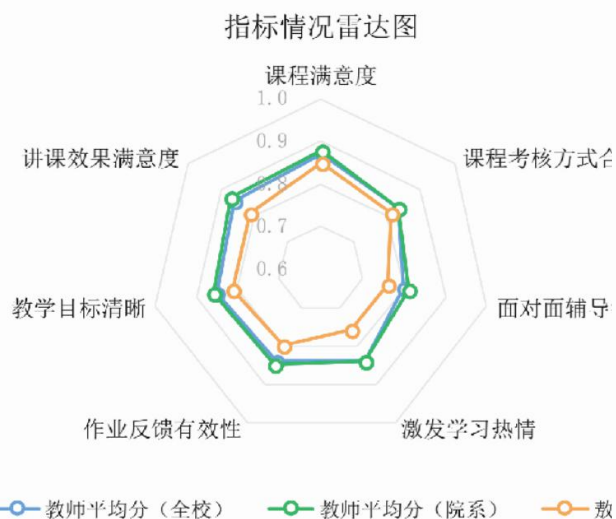 指标情况雷达图
课程满意度
1.0
讲课效果满意度
0.9
课程考核方式合
0.8
0.7
0.6
教学目标清晰
面对面辅导
作业反馈有效性
激发学习热情
教师平均分（全校）
教师平均分（院系）